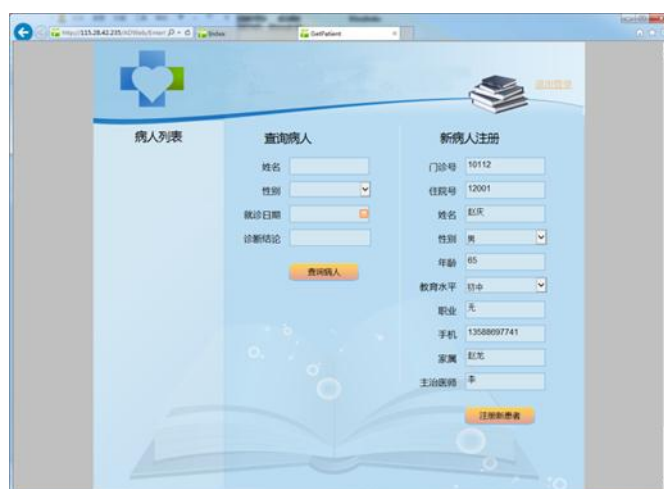 GetPatient
病人列表
查询病人
姓名
性别
就诊日期
诊断结论
查询病人
新病人注册
门诊号 10112
住院号 12001
姓名 赵庆
性别 男
年龄 65
教育水平 初中
职业 无
手机 13588697741
家属 赵龙
主治医师 李
注册新患者